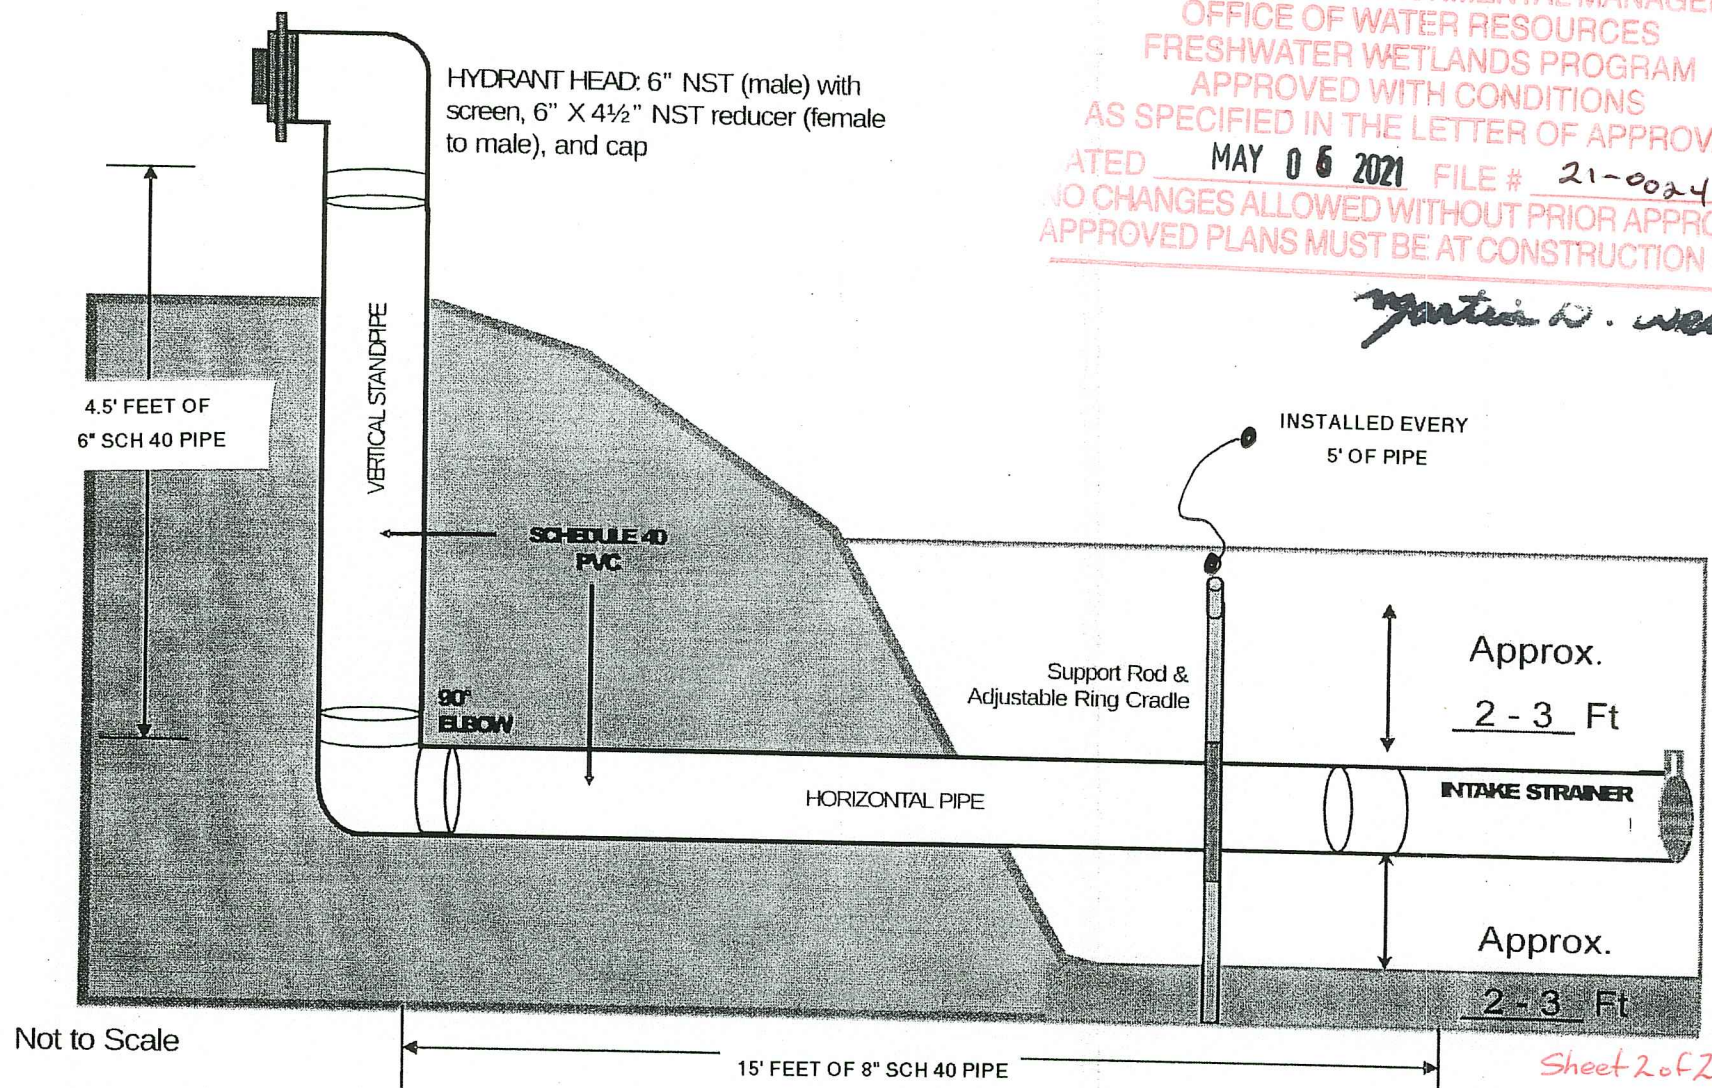 OFFICE OF WATER RESOURCES
FRESHWATER WETLANDS PROGRAM
APPROVED WITH CONDITIONS
AS SPECIFIED IN THE LETTER OF APPROV
ATED MAY 06 2021 FILE # 21-0024
NO CHANGES ALLOWED WITHOUT PRIOR APPRO
APPROVED PLANS MUST BE AT CONSTRUCTION
HYDRANT HEAD: 6" NST (male) with
screen, 6" X 4½" NST reducer (female
to male), and cap
VERTICAL STANDPIPE
4.5' FEET OF
6" SCH 40 PIPE
INSTALLED EVERY
5' OF PIPE
SCHEDULE 40
PVC
Support Rod &
Adjustable Ring Cradle
Approx.
2 - 3 Ft
90°
ELBOW
HORIZONTAL PIPE
INTAKE STRAINER
Approx.
2 - 3 Ft
Not to Scale
15' FEET OF 8" SCH 40 PIPE
Sheet 2 of 2